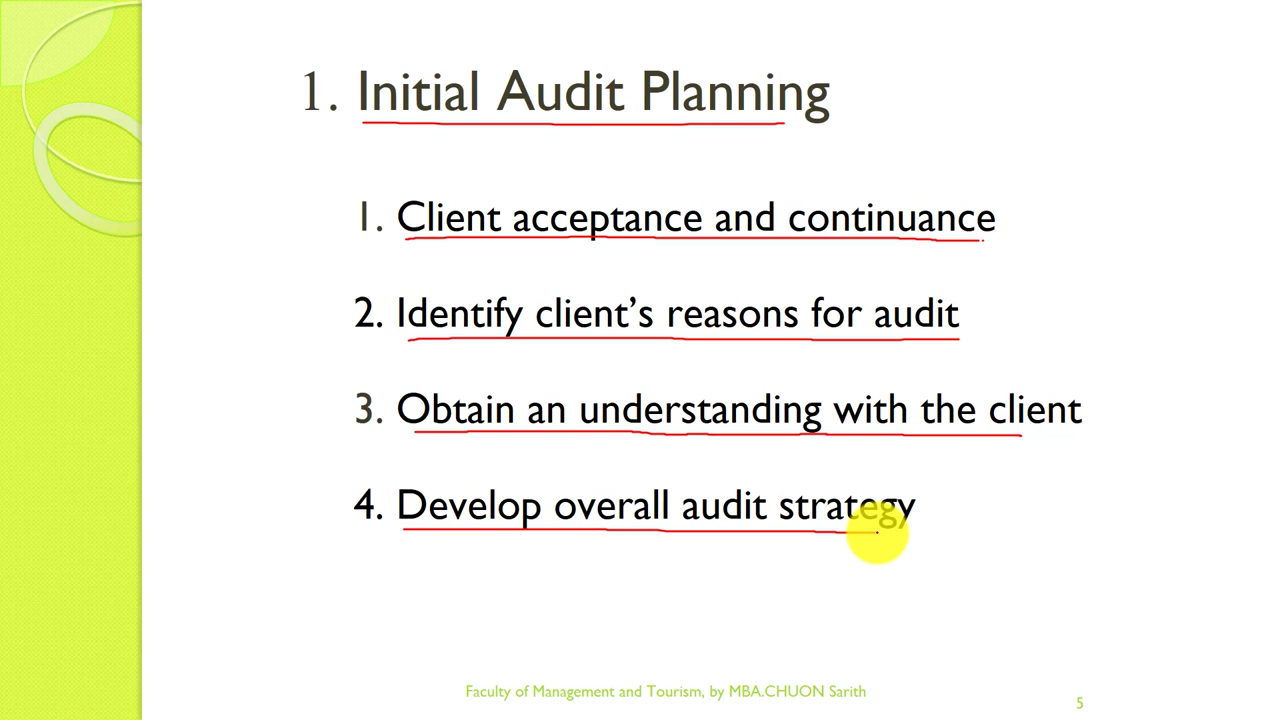 1. Initial Audit Planning
1. Client acceptance and continuance
2. Identify client’s reasons for audit
3. Obtain an understanding with the client
4. Develop overall audit strategy
Faculty of Management and Tourism, by MBA.CHUON Sarith
5